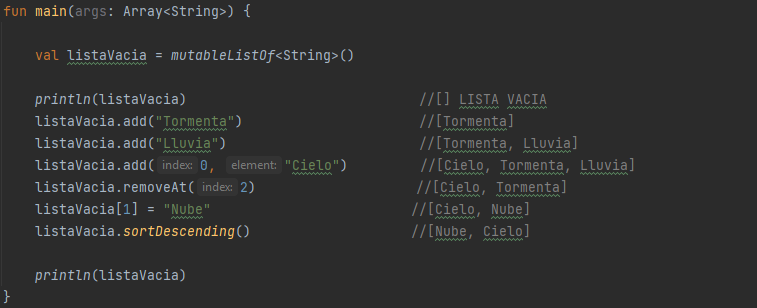 fun main(args: Array<String>) {
val listaVacia = mutableListOf<String>()
println(listaVacia) //[] LISTA VACIA
listaVacia.add("Tormenta") //[Tormenta]
listaVacia.add("Lluvia") //[Tormenta, Lluvia]
listaVacia.add( index: 0, element: "Cielo") //[Cielo, Tormenta, Lluvia]
listaVacia.removeAt( index: 2) //[Cielo, Tormenta]
listaVacia[1] = "Nube" //[Cielo, Nube]
listaVacia.sortDescending() //[Nube, Cielo]
println(listaVacia)
}